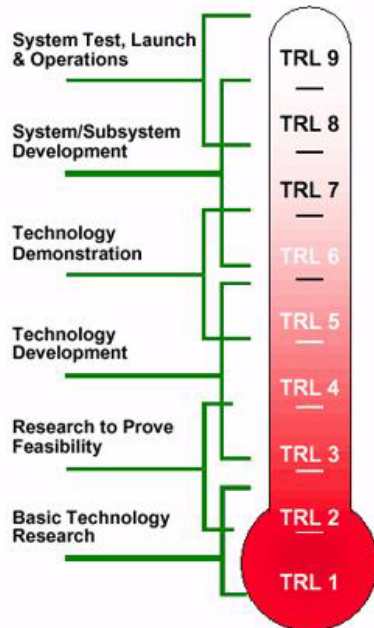 System Test, Launch
& Operations
System/Subsystem
Development
Technology
Demonstration
Technology
Development
Research to Prove
Feasibility
Basic Technology
Research
TRL 9
TRL 8
TRL 7
TRL 6
TRL 5
TRL 4
TRL 3
TRL 2
TRL 1